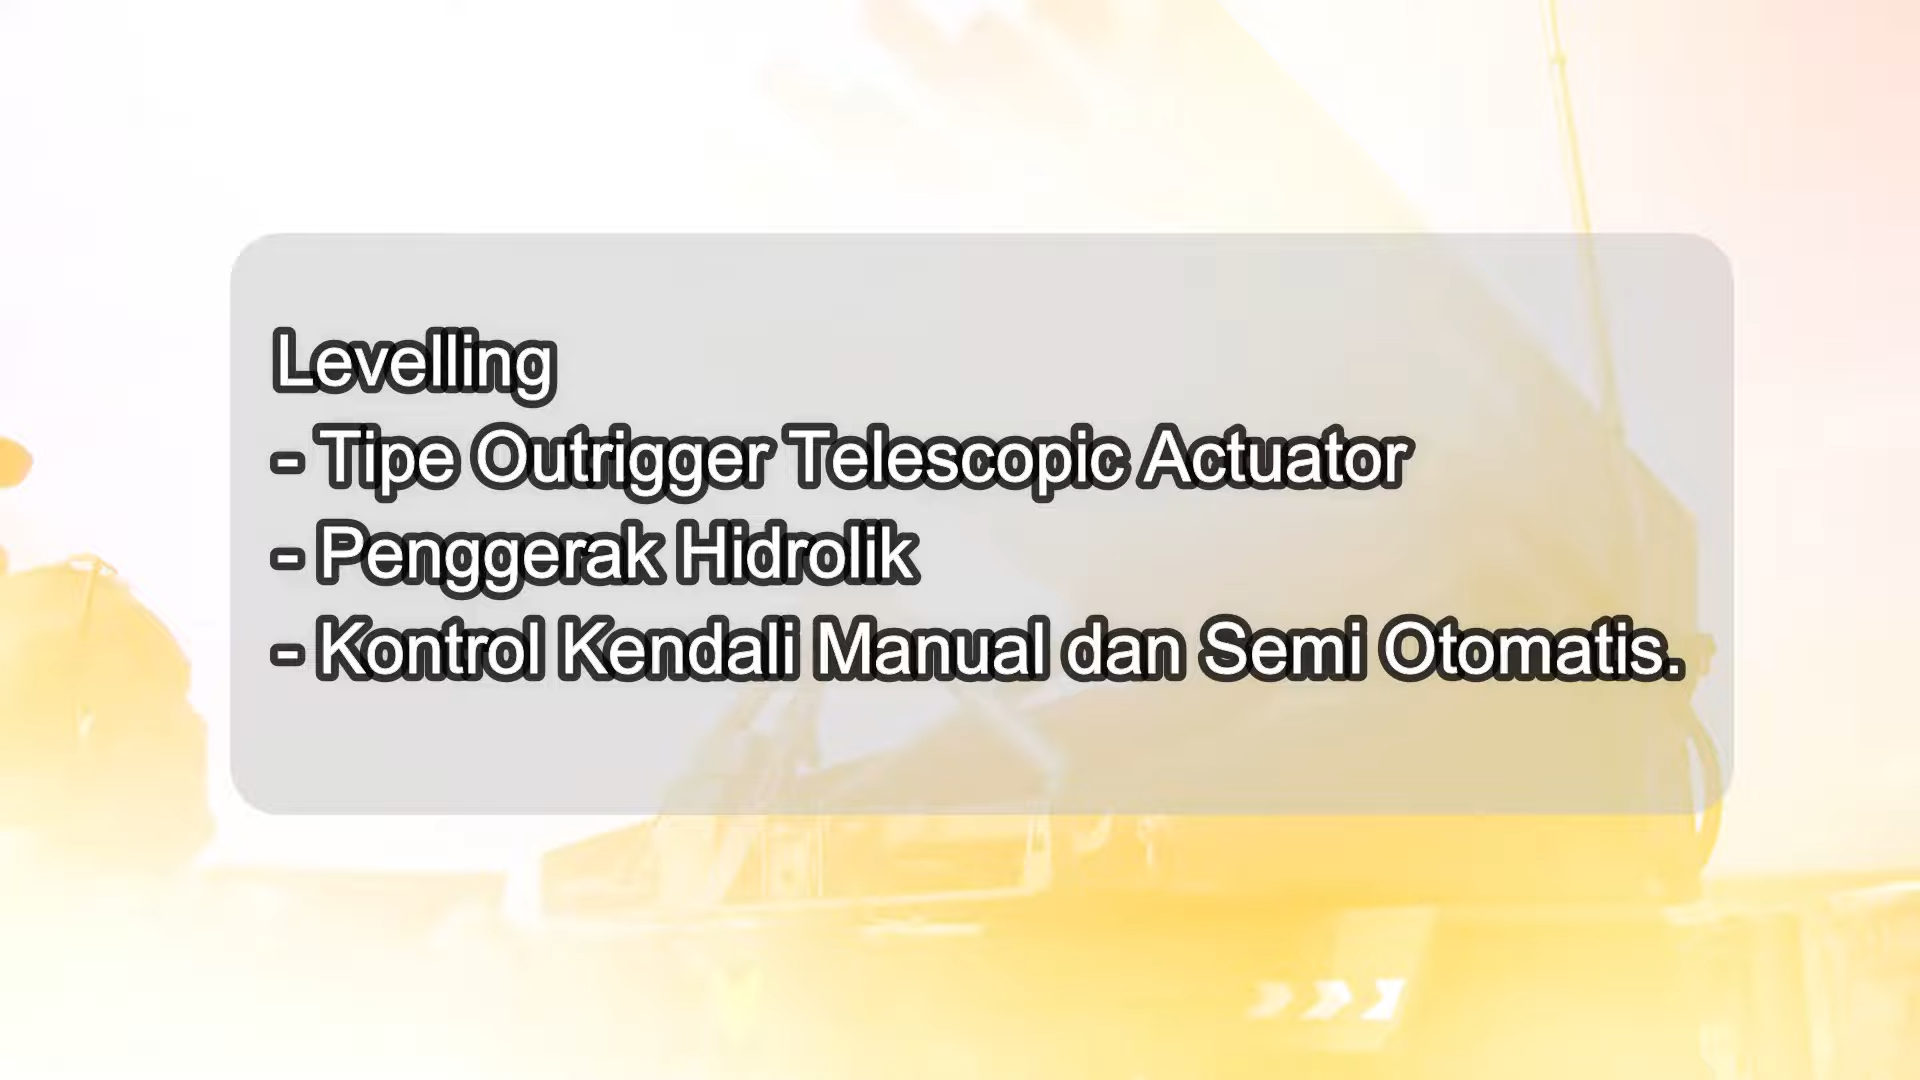 Levelling
- Tipe Outrigger Telescopic Actuator
- Penggerak Hidrolik
- Kontrol Kendali Manual dan Semi Otomatis.